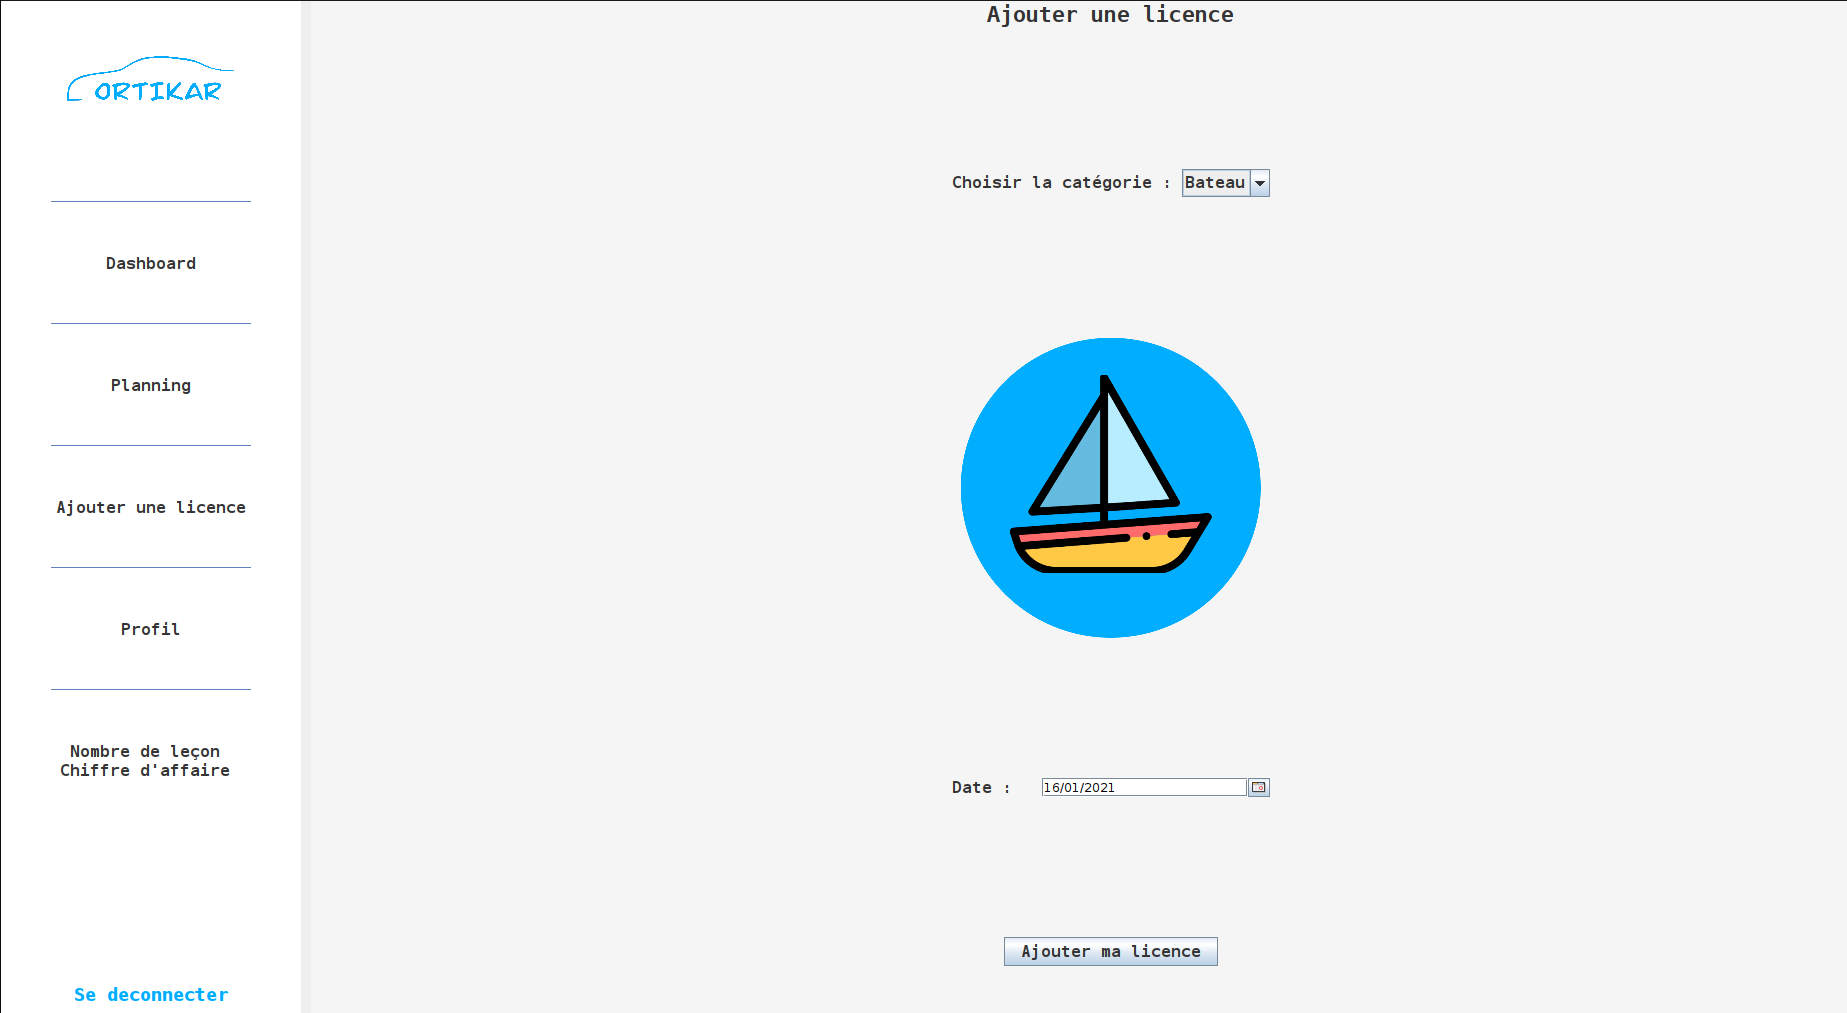 ORTIKAR
Dashboard
Planning
Ajouter une licence
Profil
Nombre de leçon
Chiffre d'affaire
Se deconnecter
Ajouter une licence
Choisir la catégorie : Bateau
Date : 16/01/2021
Ajouter ma licence